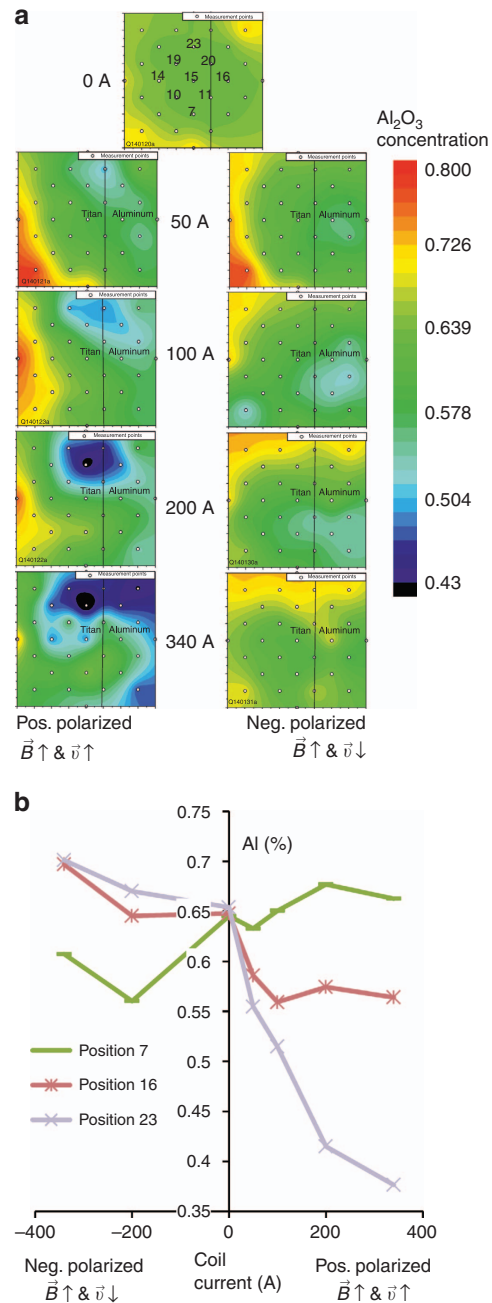 a
Measurement points
23
19 20
14 15 16
10 11
7
Q140120a
0 A
Al₂O₃
concentration
0.800
0.726
0.639
0.578
0.504
0.43
Measurement points
Titan Aluminum
Q140121a
50 A
Measurement points
Titan Aluminum
Measurement points
Titan Aluminum
Q140123a
100 A
Measurement points
Titan Aluminum
Measurement points
Titan Aluminum
Q140122a
200 A
Measurement points
Titan Aluminum
Q140130a
Measurement points
Titan Aluminum
340 A
Measurement points
Titan Aluminum
Q140131a
Pos. polarized
B⃗ ↑ & v⃗ ↑
Neg. polarized
B⃗ ↑ & v⃗ ↓
b
0.75
Al (%)
0.7
0.65
0.6
0.55
0.5
0.45
0.4
0.35
Position 7
Position 16
Position 23
−400 −200 0 200 400
Neg. polarized
B⃗ ↑ & v⃗ ↓
Coil
current (A)
Pos. polarized
B⃗ ↑ & v⃗ ↑